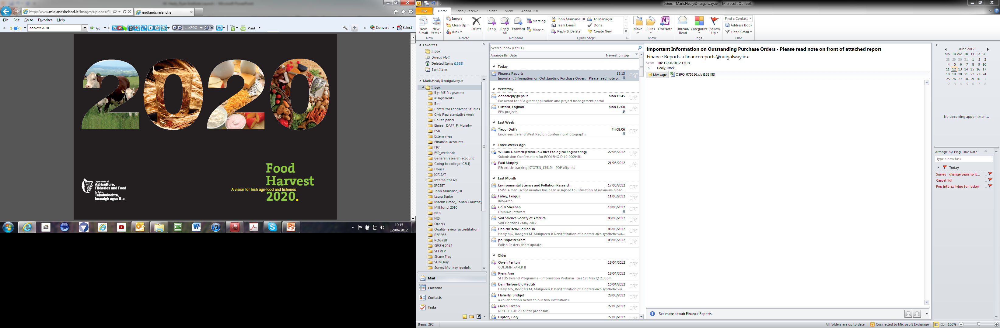 http://www.midlandsireland.ie/images/uploads/fil
midlandsireland.ie
File Edit Go to Favorites Help
harvest 2020 Go YouTube KFOG Print Convert Select
2020
Food
Harvest
2020.
A vision for Irish agri-food and fisheries
Department of
Agriculture,
Fisheries and Food
An Roinn
Talmhaíochta,
Iascaigh agus Bia
19:15
12/06/2012
Inbox - Mark.Healy@nuigalway.ie - Microsoft Outlook
File Home Send / Receive Folder View Adobe PDF
New E-mail
New Items
New
Ignore
Clean Up
Junk
Delete
Delete
Reply
Reply All
Forward
Meeting
More
Respond
John Murnane_UL
Team E-mail
Reply & Delete
To Manager
Done
Create New
Quick Steps
Move
Rules
OneNote
Move
Unread/ Read
Categorize
Follow Up
Tags
Find a Contact
Address Book
Filter E-mail
Find
Favorites
Inbox
Unread Mail
Deleted Items (1868)
Sent Items
Mark.Healy@nuigalway.ie
Inbox
5 yr ME Programme
assignments
Bin
Centre for Landscape Studies
Civic Representative work
Coillte panel
Eimear_DAFF_P. Murphy
ESB
Extern vivas
Financial accounts
FP7
FYP_wetlands
General research account
Going to college (CELT)
House
ICRISAT
Internal theses
IRCSET
John Murnane_UL
Laura Burke
Maebh Grace_Ronan Courtney
Mill fund_2010
NEB
NIB
Orders
Quality review_accreditation
REP 935
ROG728
SESEH 2012
SFI RFP
Shane Troy
SUM_Ray
Survey Monkey receipts
Mail
Calendar
Contacts
Tasks
Items: 292
Search Inbox (Ctrl+E)
Arrange By: Date Newest on top
Today
Finance Reports 13:13
Important Information on Outstanding Purchase Orders - Please read note o...
Yesterday
donotreply@epa.ie Mon 18:45
Password for EPA grant application and project management portal
Clifford, Eoghan Mon 12:00
EPA projects
Last Week
Trevor Duffy Fri 08/06
Engineers Ireland West Region Conferring Photographs
Three Weeks Ago
William J. Mitsch (Editor-in-Chief Ecological Engineering) 22/05/2012
Submission Confirmation for ECOLENG-D-12-00094R1
Paul Murphy 21/05/2012
RE: Article tracking [STOTEN_13519] - PDF offprint
Last Month
Environmental Science and Pollution Research 17/05/2012
ESPR: A manuscript number has been assigned to Estimation of maximum bioso...
Fahey, Fergus 11/05/2012
IRIS/Aran
Colm Sheehan 10/05/2012
DMMAP Software
Soil Science Society of America 08/05/2012
Soil Horizons - May 2012
Dan Nielsen-BioMedLib 06/05/2012
Healy MG, Rodgers M, Mulqueen J: Denitrification of a nitrate-rich synthetic wa...
polishposter.com 03/05/2012
Polish Posters short update
Older
Owen Fenton 18/04/2012
COLUMN PAPER II
Ryan, Ann 18/04/2012
SFI US Ireland Programme - Information Webinar Tues 1st May @ 2.30pm
Dan Nielsen-BioMedLib 15/04/2012
Healy MG, Rodgers M, Mulqueen J: Denitrification of a nitrate-rich synthetic wa...
Flaherty, Bridget 28/03/2012
a collaboration between our two institutions
Owen Fenton 27/03/2012
RE: LIFE+2012 Call for proposals
Lupton, Gary 27/03/2012
Important Information on Outstanding Purchase Orders - Please read note on front of attached report
Finance Reports <financereports@nuigalway.ie>
Sent: Tue 12/06/2012 13:13
To: Healy, Mark
Message OSPO_075656.xls (158 KB)
See more about: Finance Reports.
June 2012
Mo Tu We Th Fr Sa Su
28 29 30 31 1 2 3
4 5 6 7 8 9 10
11 12 13 14 15 16 17
18 19 20 21 22 23 24
25 26 27 28 29 30 1
2 3 4 5 6 7 8
No upcoming appointments.
Arrange By: Flag: Due Date
Type a new task
Today
Survey - change years to ic...
Carpet lidl
Pop into ez living for locker
All folders are up to date. Connected to Microsoft Exchange 100%